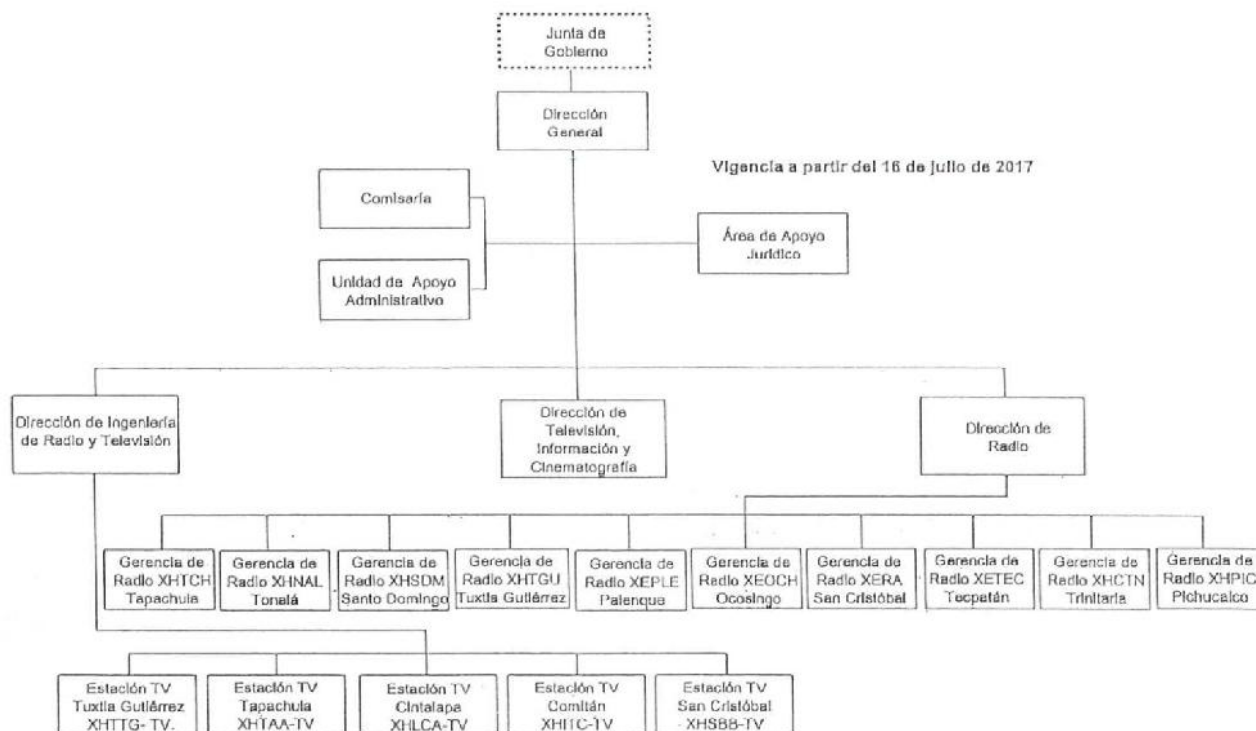 Junta de
Gobierno
Dirección
General
Vigencia a partir del 16 de julio de 2017
Comisaría
Área de Apoyo
Jurídico
Unidad de Apoyo
Administrativo
Dirección de Ingeniería
de Radio y Televisión
Dirección de
Televisión,
Información y
Cinematografía
Dirección de
Radio
Gerencia de
Radio XHTCH
Tapachula
Gerencia de
Radio XHNAL
Tonalá
Gerencia de
Radio XHSDM
Santo Domingo
Gerencia de
Radio XHTGU
Tuxtla Gutiérrez
Gerencia de
Radio XEPLE
Palenque
Gerencia de
Radio XEOCH
Ocosingo
Gerencia de
Radio XERA
San Cristóbal
Gerencia de
Radio XETEC
Tecpatán
Gerencia de
Radio XHCTN
Trinitaria
Gerencia de
Radio XHPIC
Pichucalco
Estación TV
Tuxtla Gutiérrez
XHTTG- TV.
Estación TV
Tapachula
XHTAA-TV
Estación TV
Cintalapa
XHLCA-TV
Estación TV
Comitán
XHITC-TV
Estación TV
San Cristóbal
XHSBB-TV